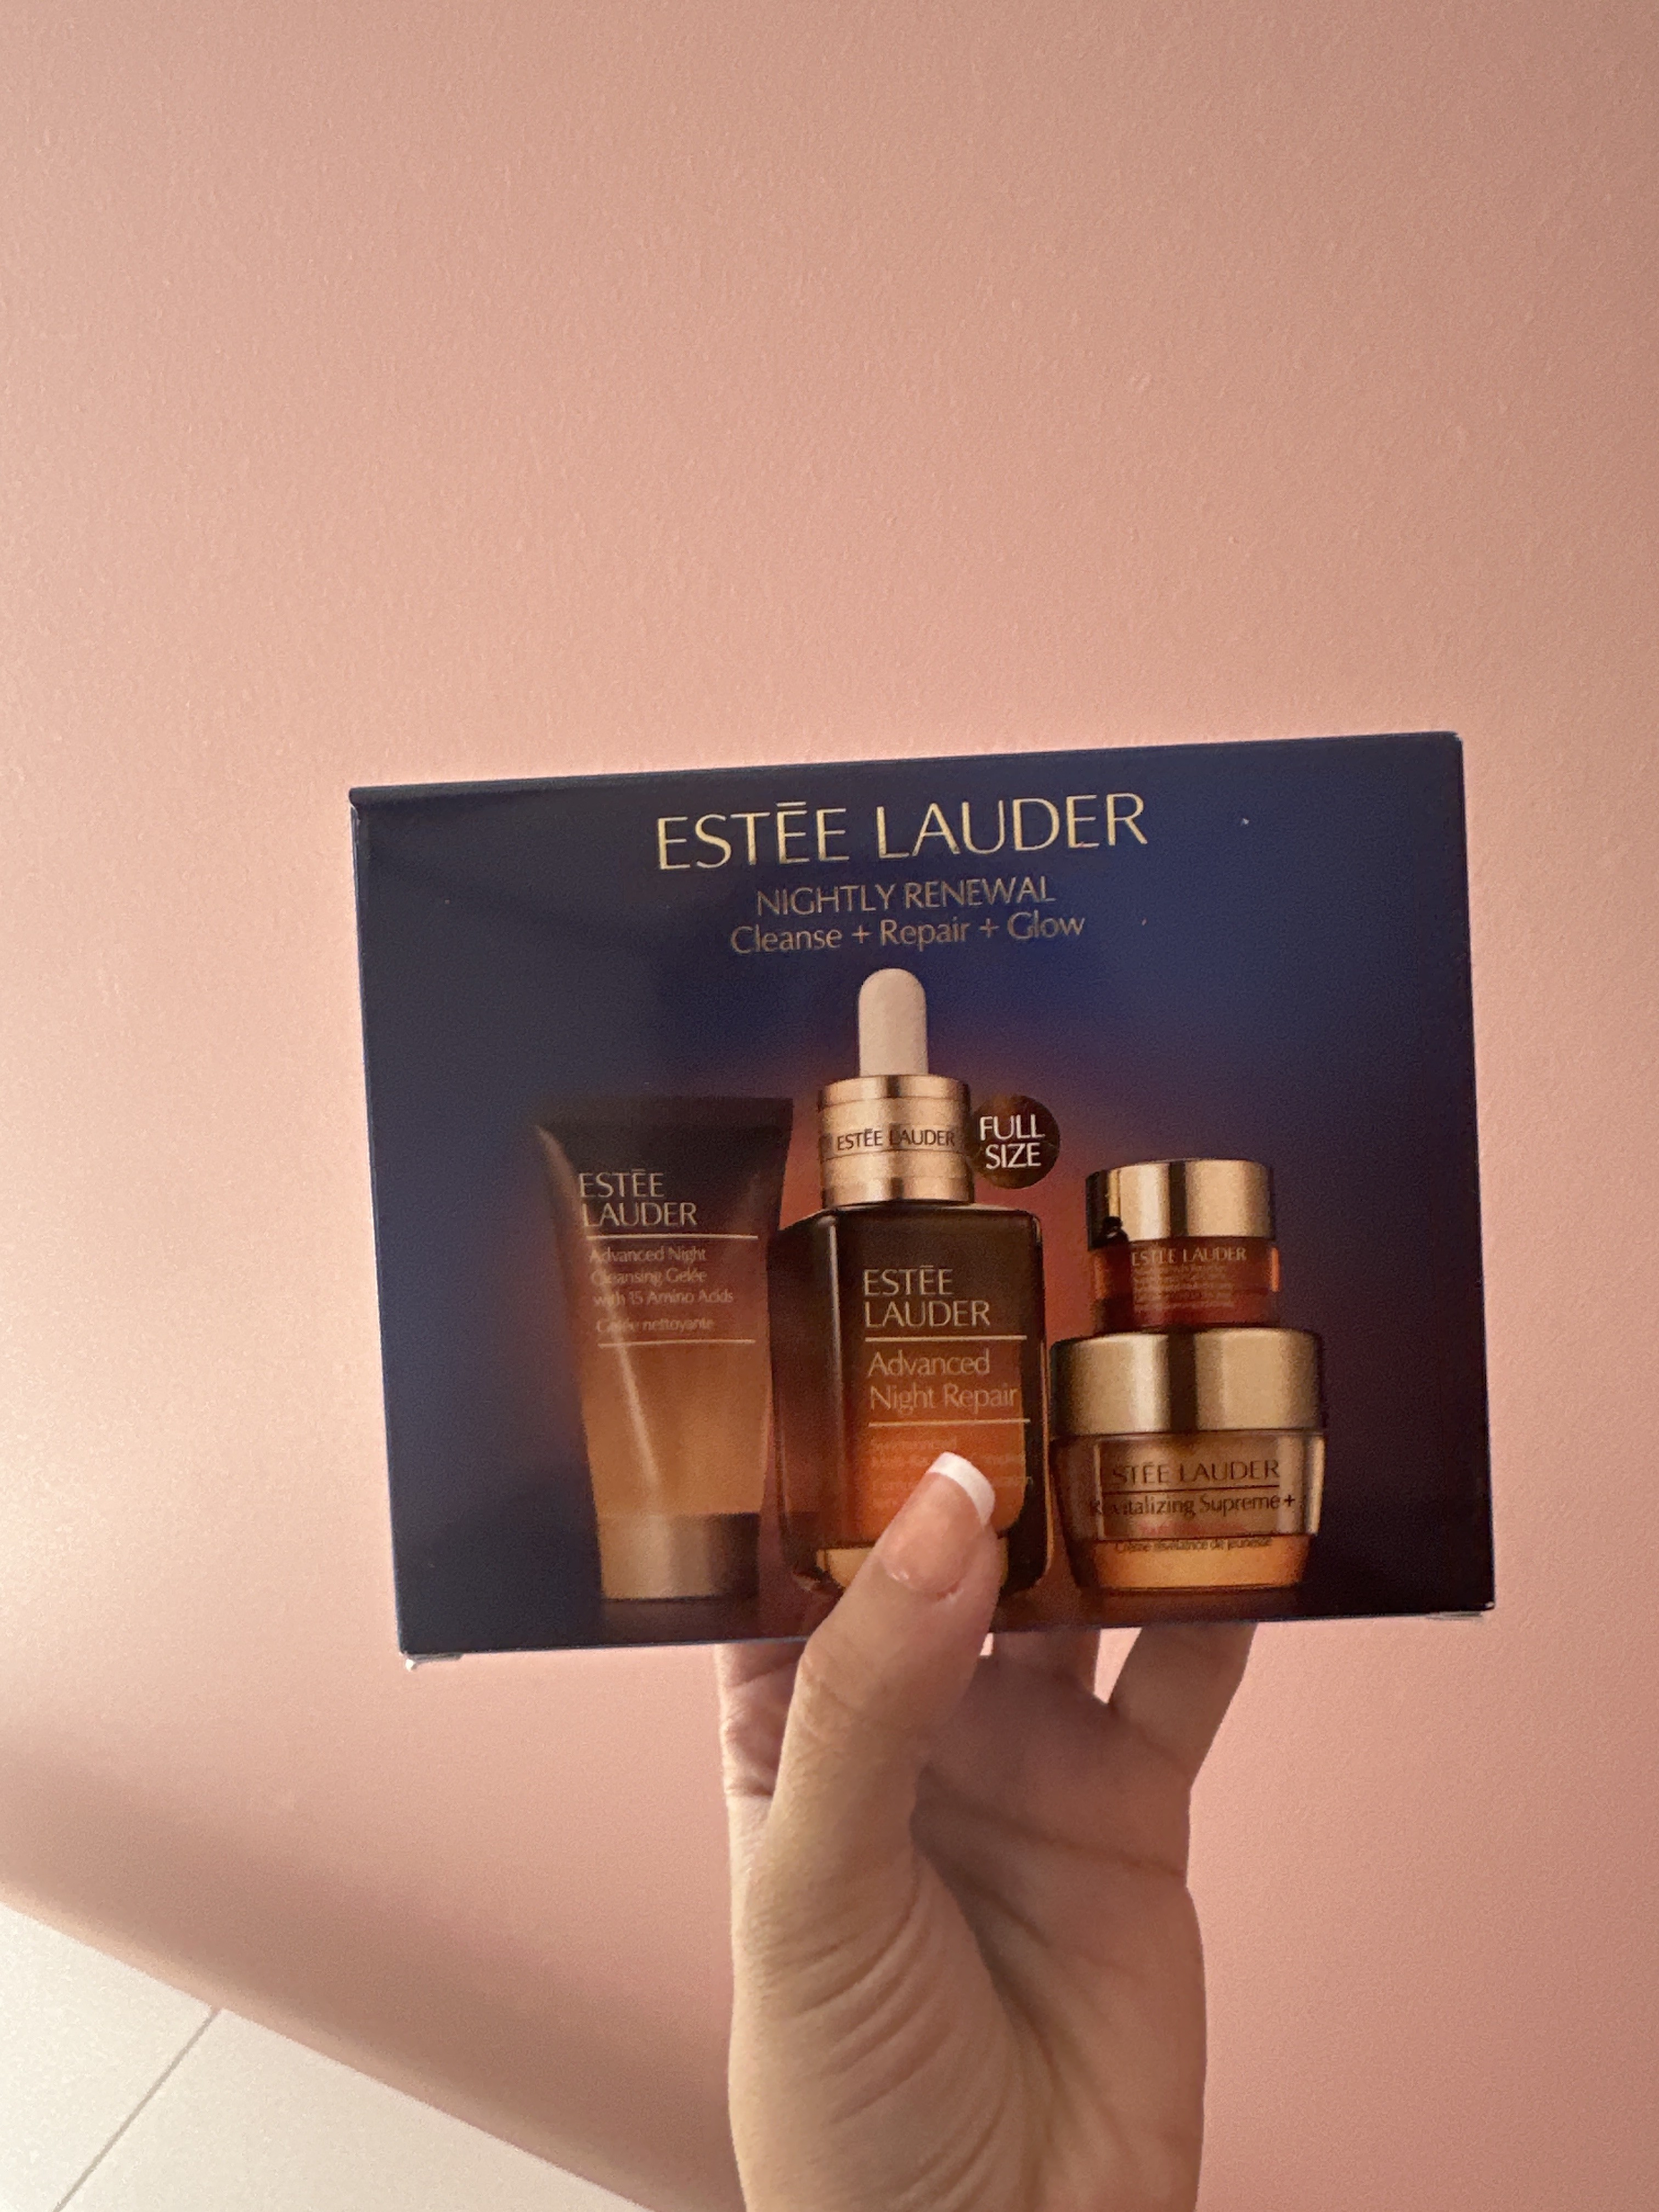 ESTĒE LAUDER
NIGHTLY RENEWAL
Cleanse + Repair + Glow
ESTĒE
LAUDER
Advanced Night
Cleansing Gelée
with 15 Amino Acids
Gelée nettoyante
ESTĒE LAUDER
FULL
SIZE
ESTĒE
LAUDER
Advanced
Night Repair
ESTĒE LAUDER
ESTĒE LAUDER
Revitalizing Supreme+
Crème révélatrice de jeunesse